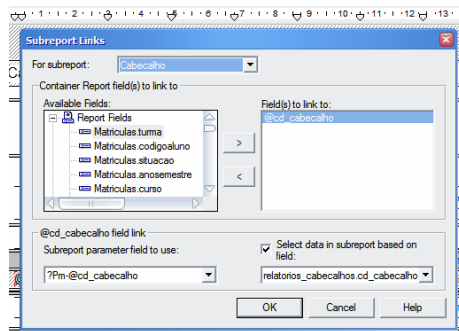 · 1 · · · 2 · · · 3 · · · 4 · · · 5 · · · 6 · · · 7 · · · 8 · · · 9 · · · 10 · · · 11 · · · 12 · · · 13 ·
Subreport Links
For subreport: Cabecalho
Container Report field(s) to link to
Available Fields: Field(s) to link to:
Report Fields @cd_cabecalho
Matriculas.turma
Matriculas.codigoaluno
>
Matriculas.situacao
Matriculas.anosemestre
<
Matriculas.curso
@cd_cabecalho field link
Subreport parameter field to use: Select data in subreport based on field:
?Pm-@cd_cabecalho relatorios_cabecalhos.cd_cabecalho
OK Cancel Help